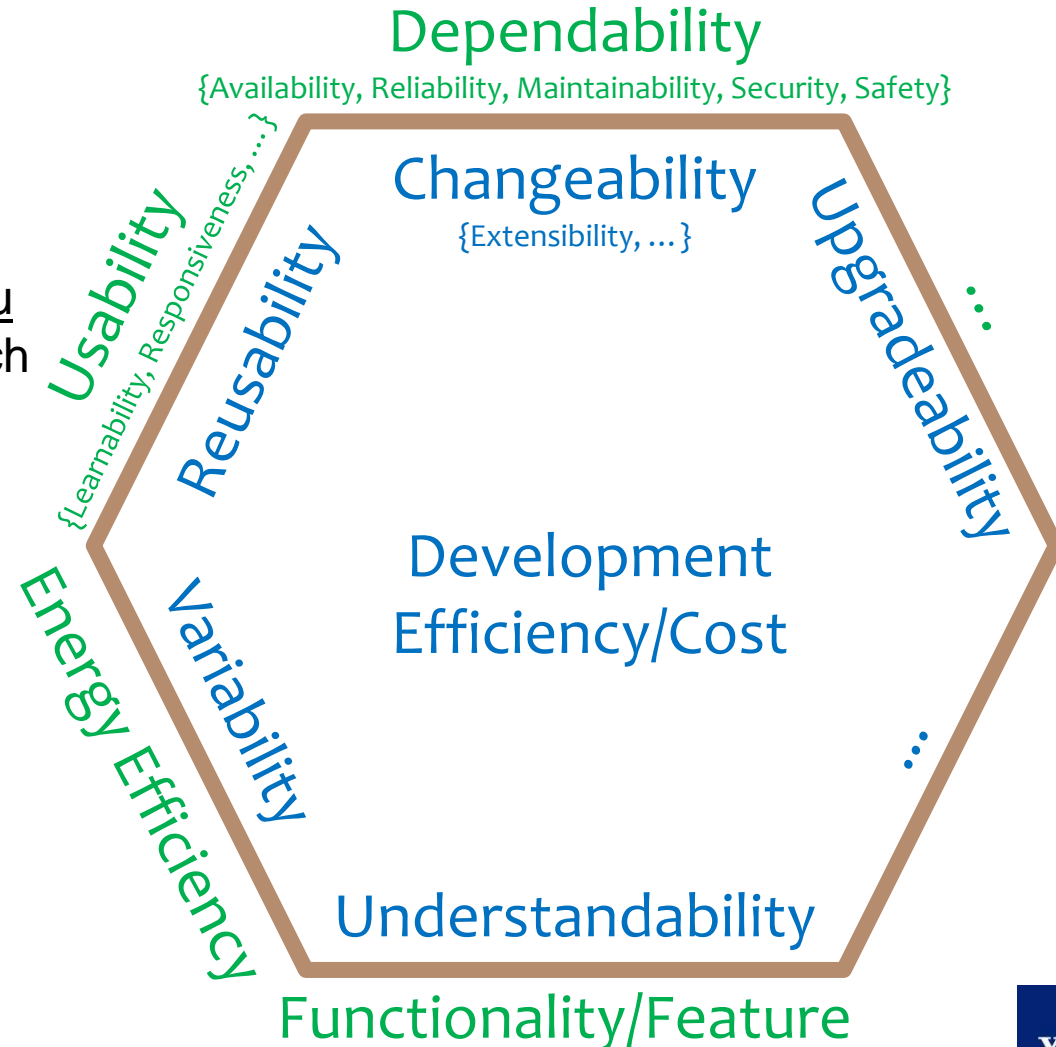 Dependability
{Availability, Reliability, Maintainability, Security, Safety}
Usability
{Learnability, Responsiveness, ...}
Changeability
{Extensibility, ...}
Reusability
Upgradeability
...
u
ch
Development
Efficiency/Cost
Variability
Energy Efficiency
...
Understandability
Functionality/Feature